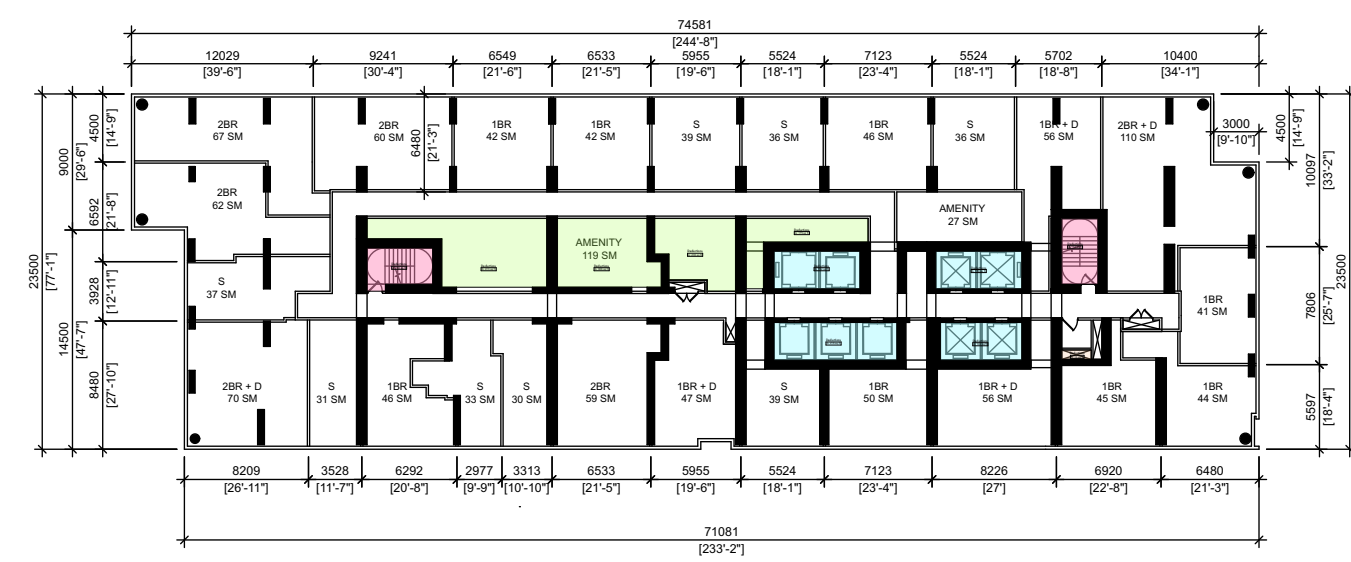 74581
[244'-8"]
12029
[39'-6"]
9241
[30'-4"]
6549
[21'-6"]
6533
[21'-5"]
5955
[19'-6"]
5524
[18'-1"]
7123
[23'-4"]
5524
[18'-1"]
5702
[18'-8"]
10400
[34'-1"]
23500
[77'-1"]
9000
[29'-6"]
14500
[47'-7"]
4500
[14'-9"]
6592
[21'-8"]
3928
[12'-11"]
8480
[27'-10"]
6480
[21'-3"]
3000
[9'-10"]
4500
[14'-9"]
10097
[33'-2"]
7806
[25'-7"]
5597
[18'-4"]
23500
[77'-1"]
2BR
67 SM
2BR
60 SM
1BR
42 SM
1BR
42 SM
S
39 SM
S
36 SM
1BR
46 SM
S
36 SM
1BR + D
56 SM
2BR + D
110 SM
2BR
62 SM
AMENITY
27 SM
AMENITY
119 SM
S
37 SM
1BR
41 SM
2BR + D
70 SM
S
31 SM
1BR
46 SM
S
33 SM
S
30 SM
2BR
59 SM
1BR + D
47 SM
S
39 SM
1BR
50 SM
1BR + D
56 SM
1BR
45 SM
1BR
44 SM
8209
[26'-11"]
3528
[11'-7"]
6292
[20'-8"]
2977
[9'-9"]
3313
[10'-10"]
6533
[21'-5"]
5955
[19'-6"]
5524
[18'-1"]
7123
[23'-4"]
8226
[27']
6920
[22'-8"]
6480
[21'-3"]
71081
[233'-2"]